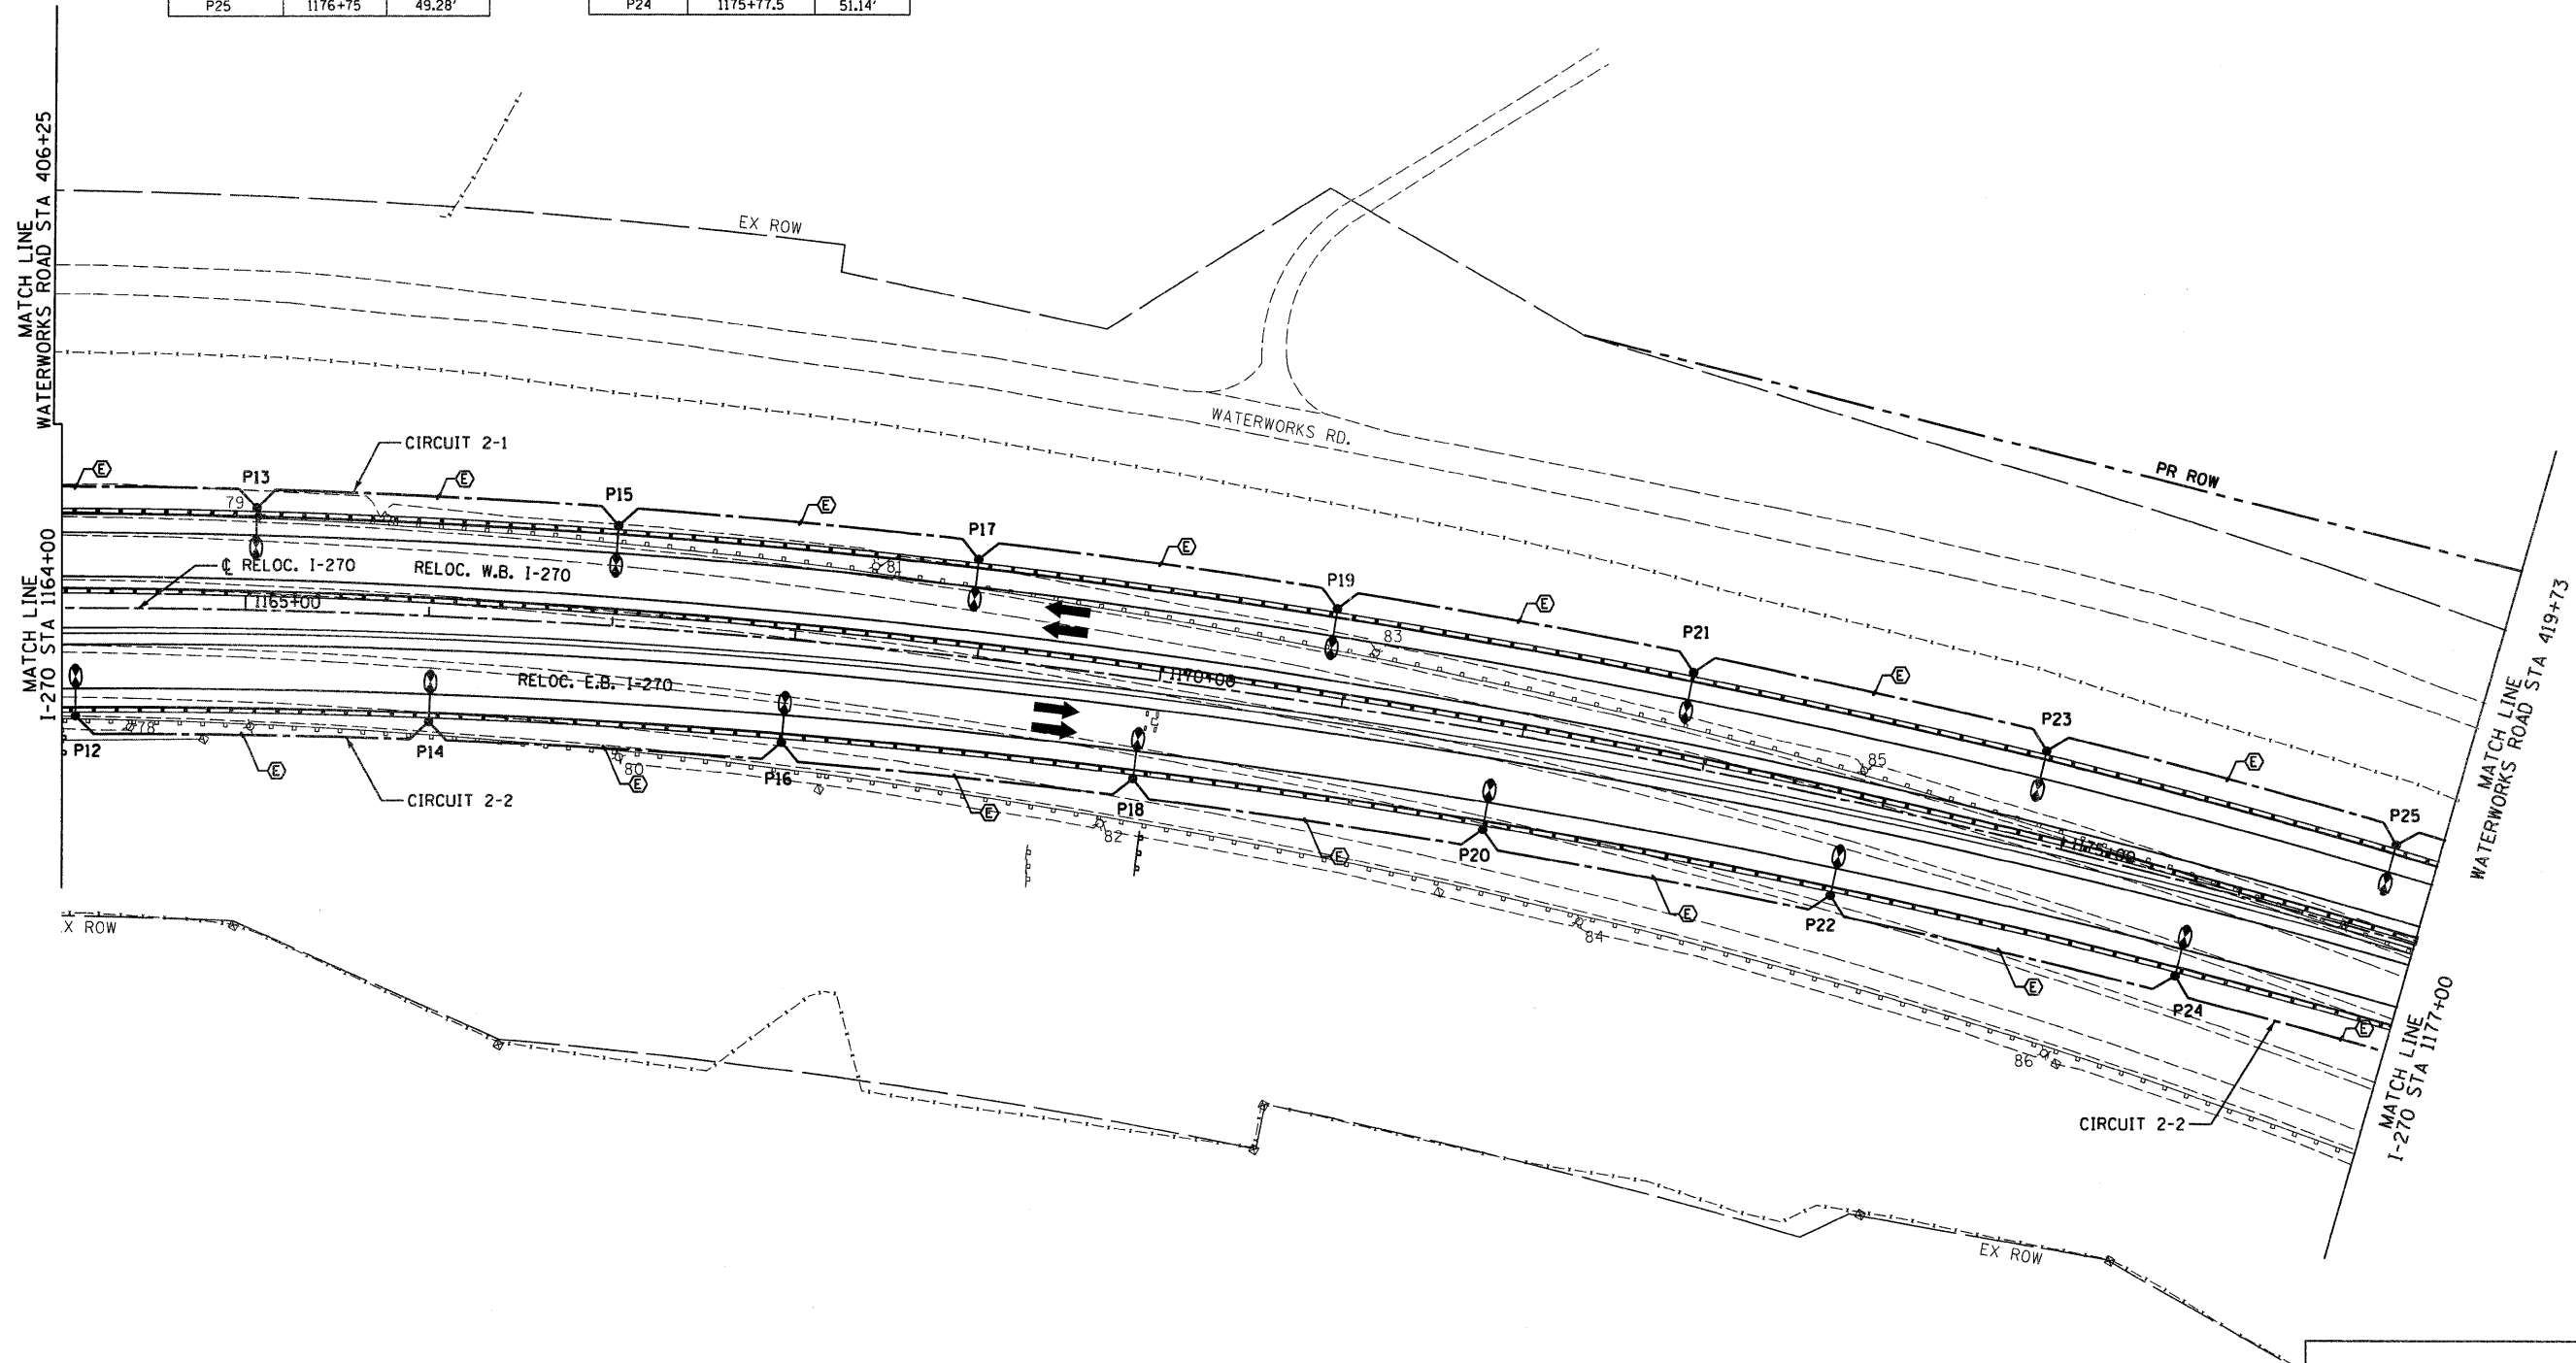 P25 1176+75 49.28'
P24 1175+77.5 51.14'
MATCH LINE
WATERWORKS ROAD STA 406+25
EX ROW
WATERWORKS RD.
PR ROW
CIRCUIT 2-1
E
E
E
E
E
E
E
P13
79
P15
P17
P19
P21
P23
P25
81
83
85
MATCH LINE
I-270 STA 1164+00
℄ RELOC. I-270
RELOC. W.B. I-270
1165+00
1170+00
1175+00
RELOC. E.B. I-270
P12
78
P14
80
P16
82
P18
P20
84
P22
86
P24
E
E
E
E
E
E
E
CIRCUIT 2-2
CIRCUIT 2-2
MATCH LINE
WATERWORKS ROAD STA 419+73
MATCH LINE
I-270 STA 1177+00
X ROW
EX ROW